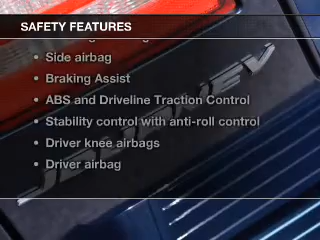 SAFETY FEATURES
• Side airbag
• Braking Assist
• ABS and Driveline Traction Control
• Stability control with anti-roll control
• Driver knee airbags
• Driver airbag
JOURNEY